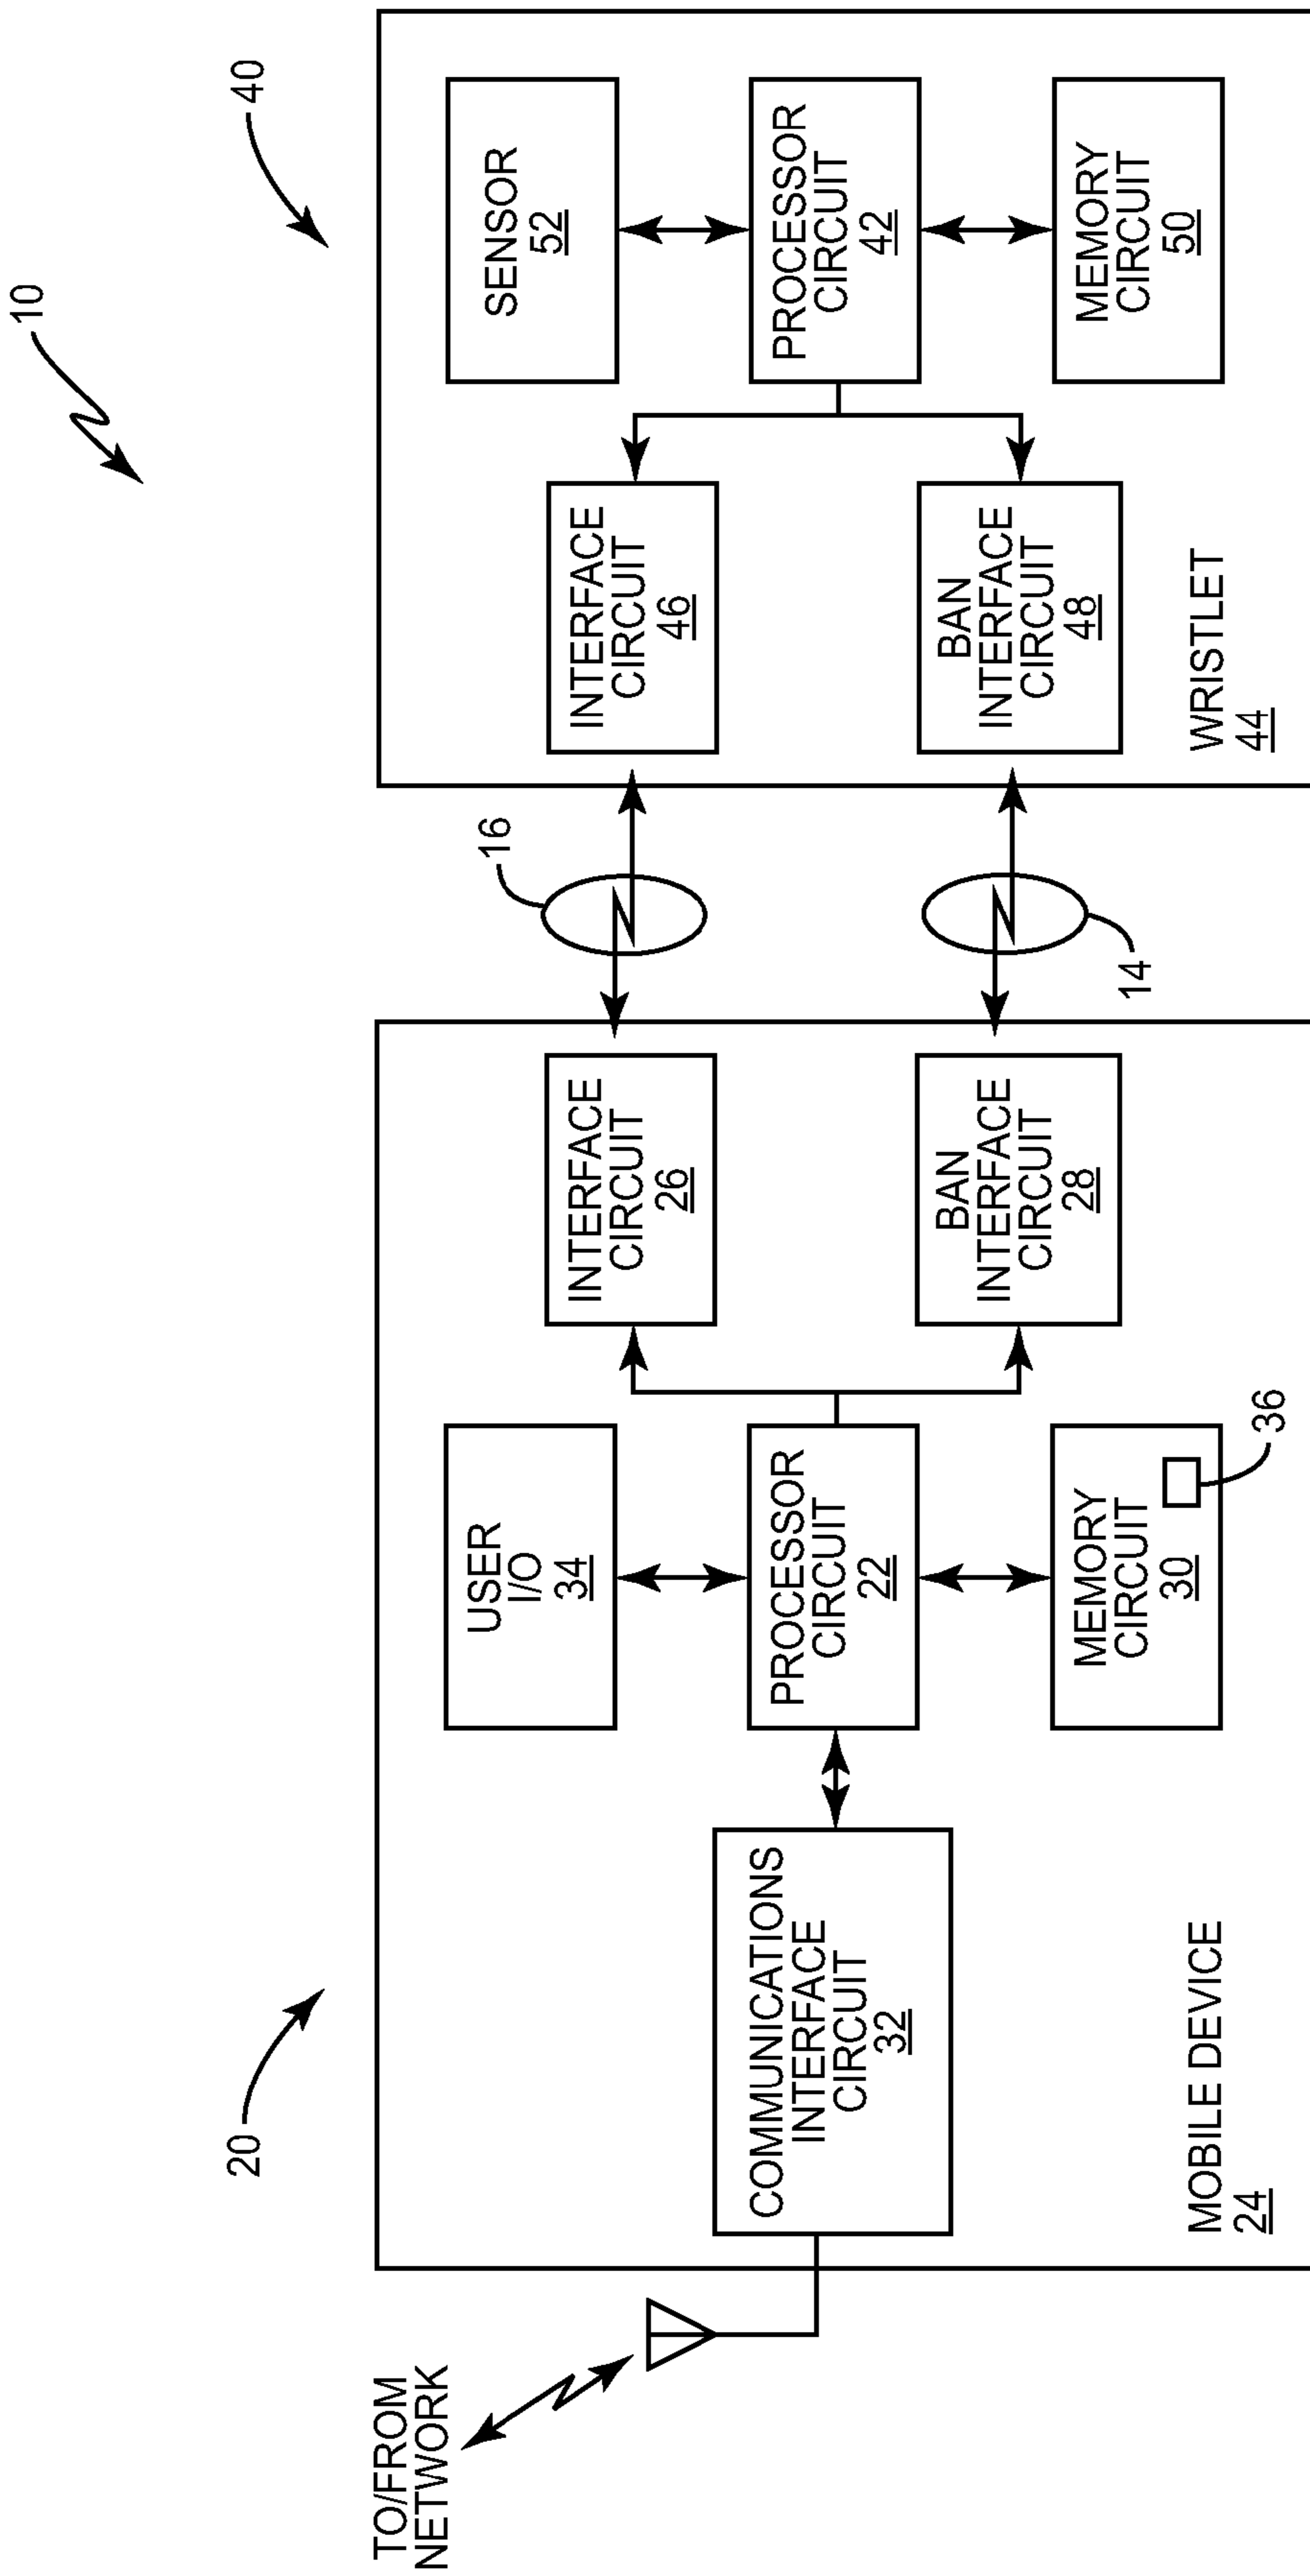 10
20
40
TO/FROM
NETWORK
COMMUNICATIONS
INTERFACE
CIRCUIT
32
USER
I/O
34
PROCESSOR
CIRCUIT
22
MEMORY
CIRCUIT
30
36
INTERFACE
CIRCUIT
26
BAN
INTERFACE
CIRCUIT
28
MOBILE DEVICE
24
16
14
INTERFACE
CIRCUIT
46
BAN
INTERFACE
CIRCUIT
48
SENSOR
52
PROCESSOR
CIRCUIT
42
MEMORY
CIRCUIT
50
WRISTLET
44